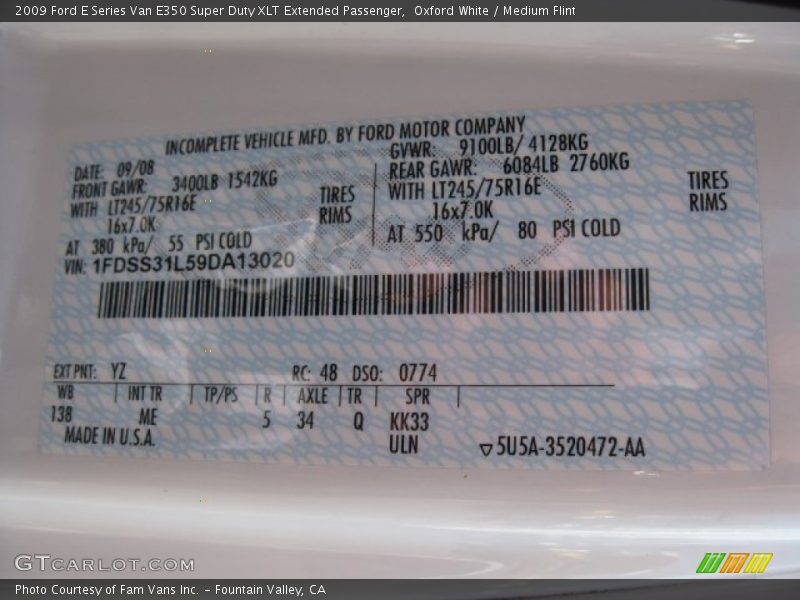 2009 Ford E Series Van E350 Super Duty XLT Extended Passenger,  Oxford White / Medium Flint
INCOMPLETE VEHICLE MFD. BY FORD MOTOR COMPANY
DATE: 09/08
GVWR: 9100LB/ 4128KG
FRONT GAWR: 3400LB 1542KG
REAR GAWR: 6084LB 2760KG
WITH LT245/75R16E TIRES
WITH LT245/75R16E TIRES
16x7.0K RIMS
16x7.0K RIMS
AT 380 kPa/ 55 PSI COLD
AT 550 kPa/ 80 PSI COLD
VIN: 1FDSS31L59DA13020
EXT PNT: YZ RC: 48 DSO: 0774
WB INT TR TP/PS R AXLE TR SPR
138 ME 5 34 Q KK33
MADE IN U.S.A. ULN ▽5U5A-3520472-AA
GTCARLOT.COM
Photo Courtesy of Fam Vans Inc. – Fountain Valley, CA